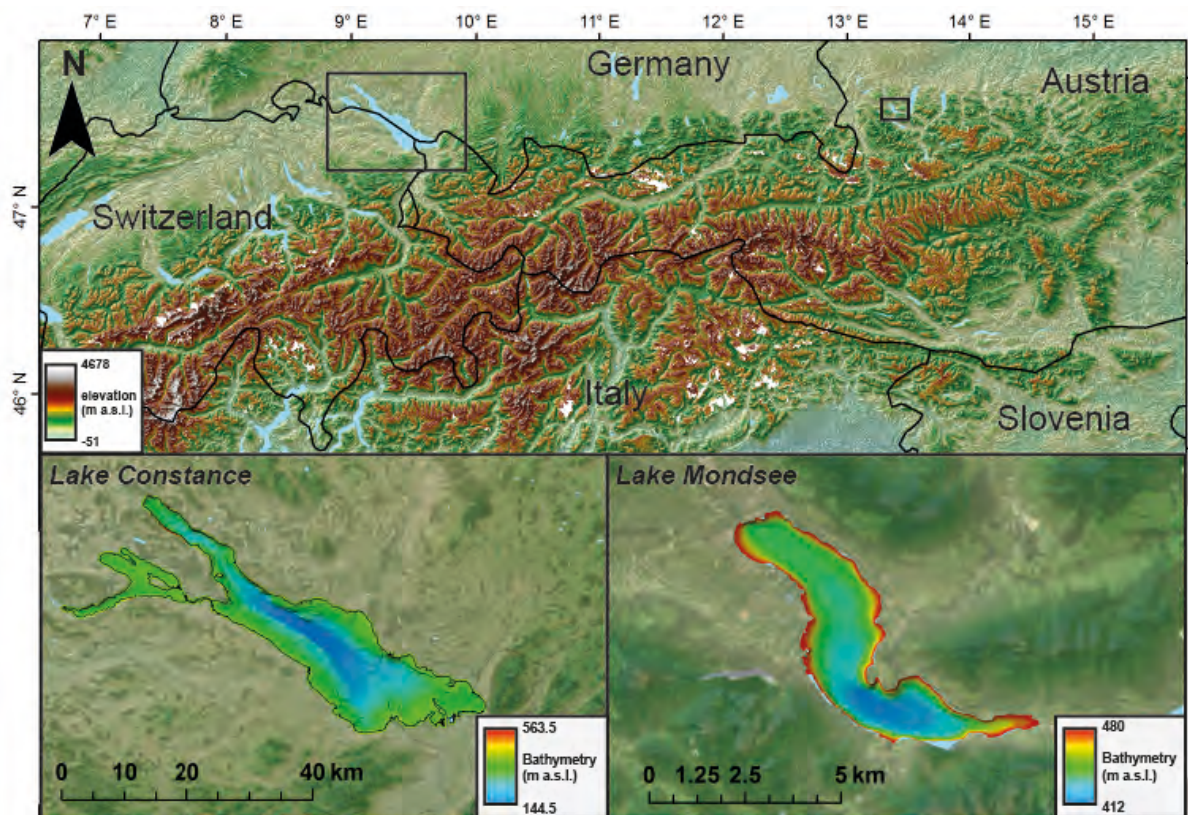 7° E 8° E 9° E 10° E 11° E 12° E 13° E 14° E 15° E
N
Germany
Austria
47° N
Switzerland
4678
elevation
(m a.s.l.)
-51
46° N
Italy
Slovenia
Lake Constance
563.5
Bathymetry
(m a.s.l.)
144.5
0 10 20 40 km
Lake Mondsee
480
Bathymetry
(m a.s.l.)
412
0 1.25 2.5 5 km